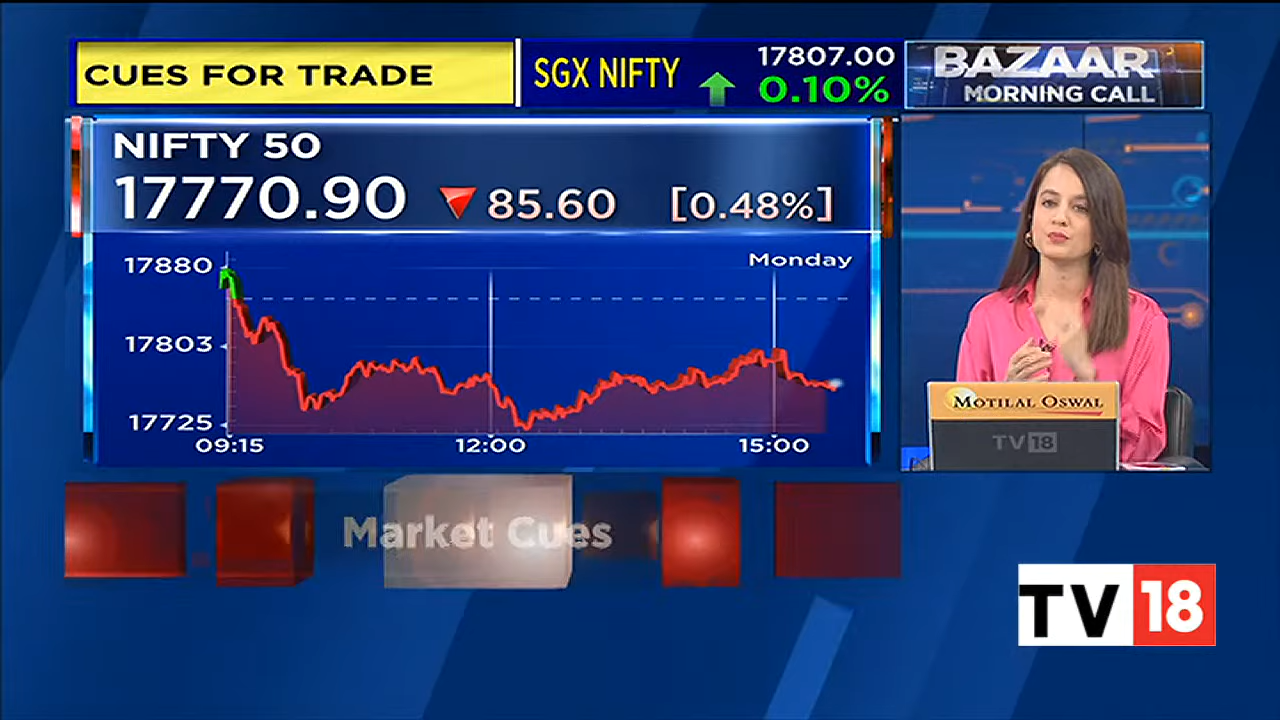 CUES FOR TRADE
SGX NIFTY
17807.00
0.10%
BAZAAR
MORNING CALL
NIFTY 50
17770.90
85.60
[0.48%]
Monday
17880
17803
17725
09:15
12:00
15:00
MOTILAL OSWAL
TV18
Market Cues
TV18